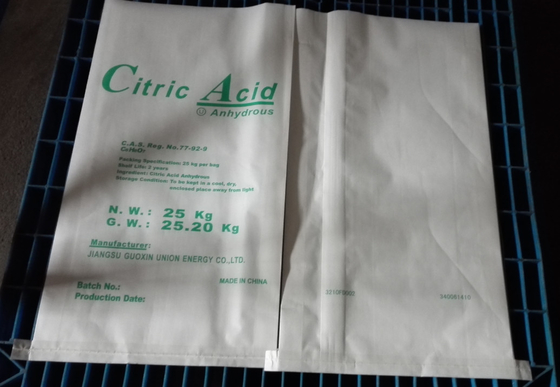 Citric Acid
Anhydrous
C.A.S. Reg. No.77-92-9
C₆H₈O₇
Packing Specification: 25 kg per bag
Shelf Life: 2 years
Ingredient: Citric Acid Anhydrous
Storage Condition: To be kept in a cool, dry,
enclosed place away from light
N. W. : 25 Kg
G. W. : 25.20 Kg
Manufacturer:
JIANGSU GUOXIN UNION ENERGY CO.,LTD.
MADE IN CHINA
Batch No.:
Production Date: